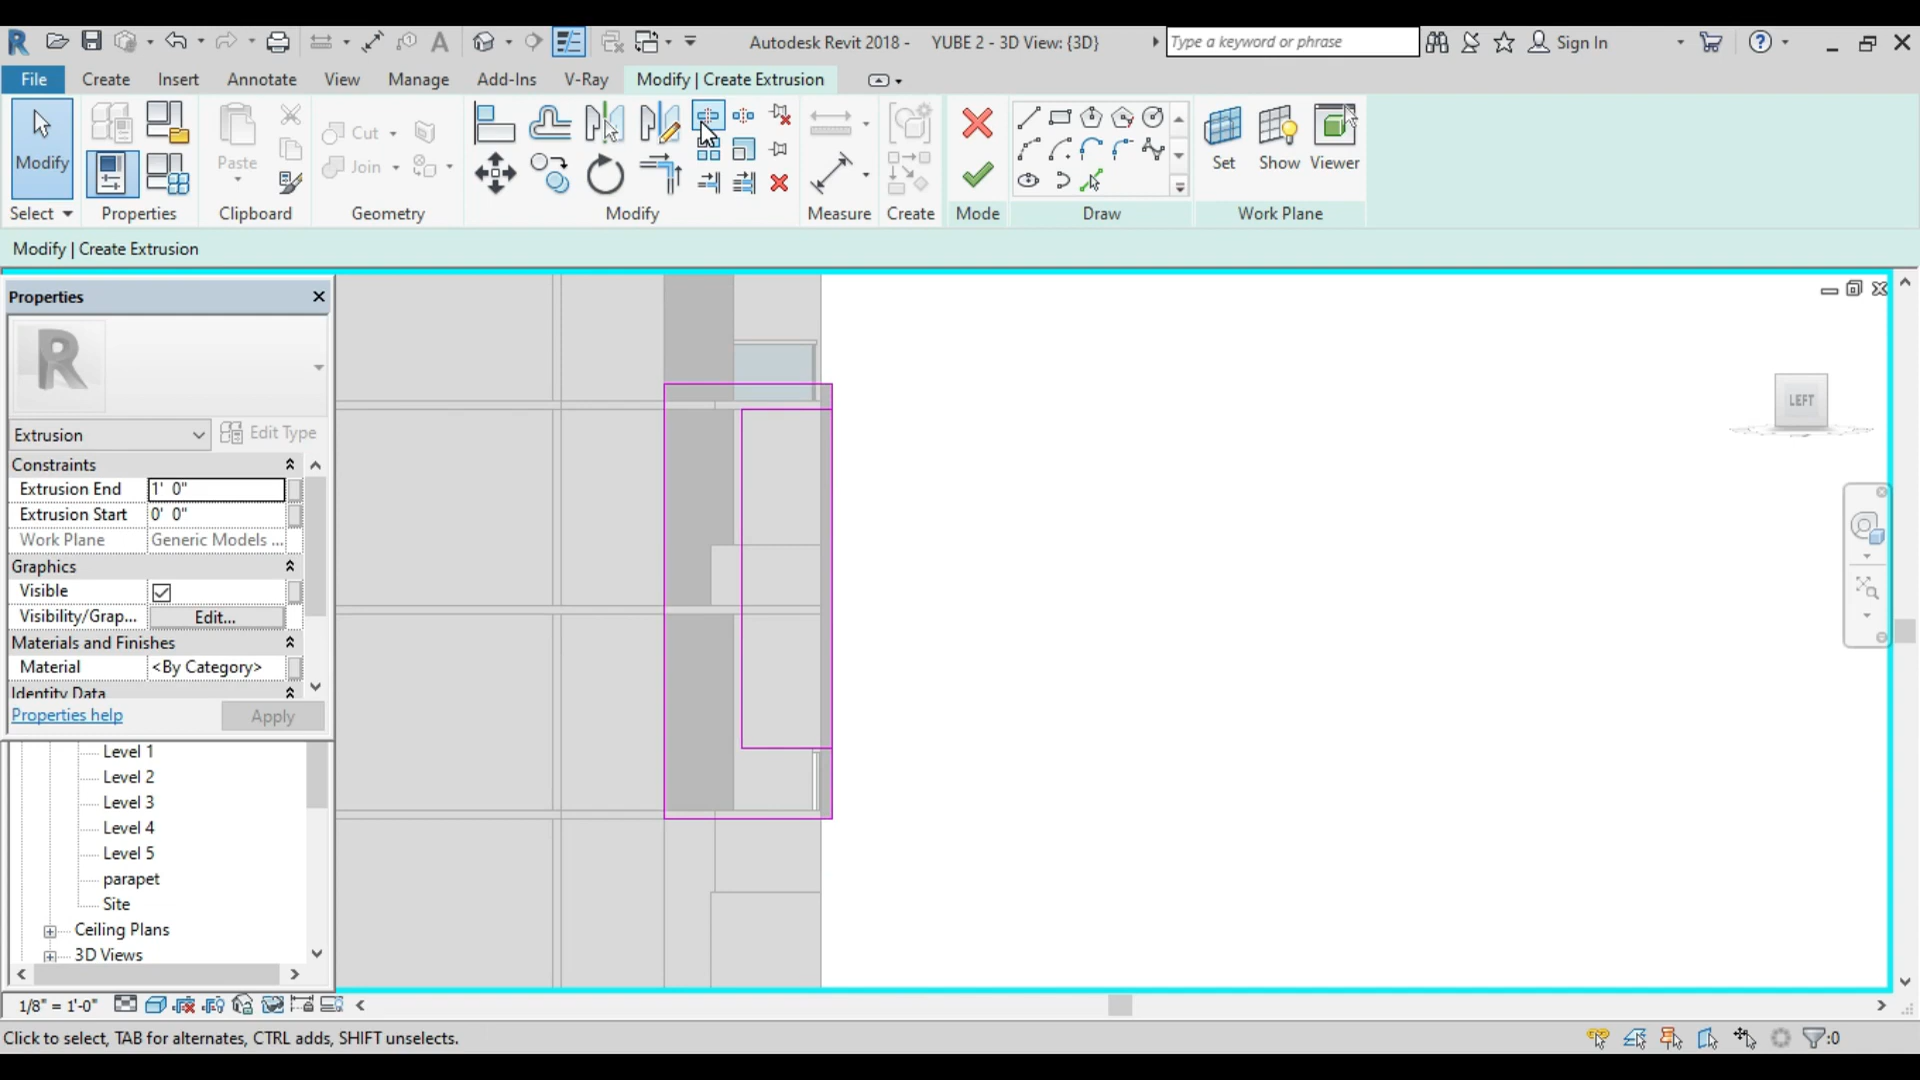 Autodesk Revit 2018 - YUBE 2 - 3D View: {3D}
Type a keyword or phrase
Sign In
File Create Insert Annotate View Manage Add-Ins V-Ray Modify | Create Extrusion
Modify
Paste
Cut
Join
Set Show Viewer
Select Properties Clipboard Geometry Modify Measure Create Mode Draw Work Plane
Modify | Create Extrusion
Properties
Extrusion
Edit Type
Constraints
Extrusion End 1' 0"
Extrusion Start 0' 0"
Work Plane Generic Models ...
Graphics
Visible
Visibility/Grap... Edit...
Materials and Finishes
Material <By Category>
Identity Data
Properties help
Apply
Level 1
Level 2
Level 3
Level 4
Level 5
parapet
Site
Ceiling Plans
3D Views
LEFT
1/8" = 1'-0"
Click to select, TAB for alternates, CTRL adds, SHIFT unselects.
:0